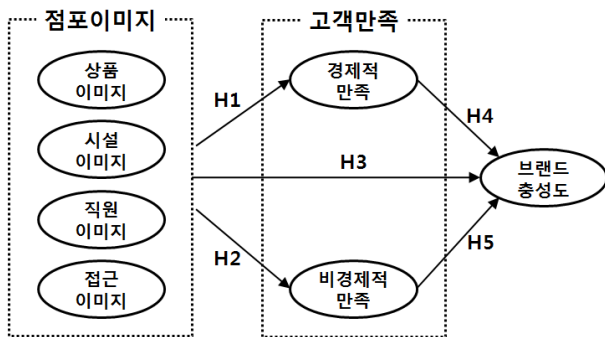 점포이미지
고객만족
상품
이미지
시설
이미지
직원
이미지
접근
이미지
H1
H2
H3
경제적
만족
비경제적
만족
H4
H5
브랜드
충성도